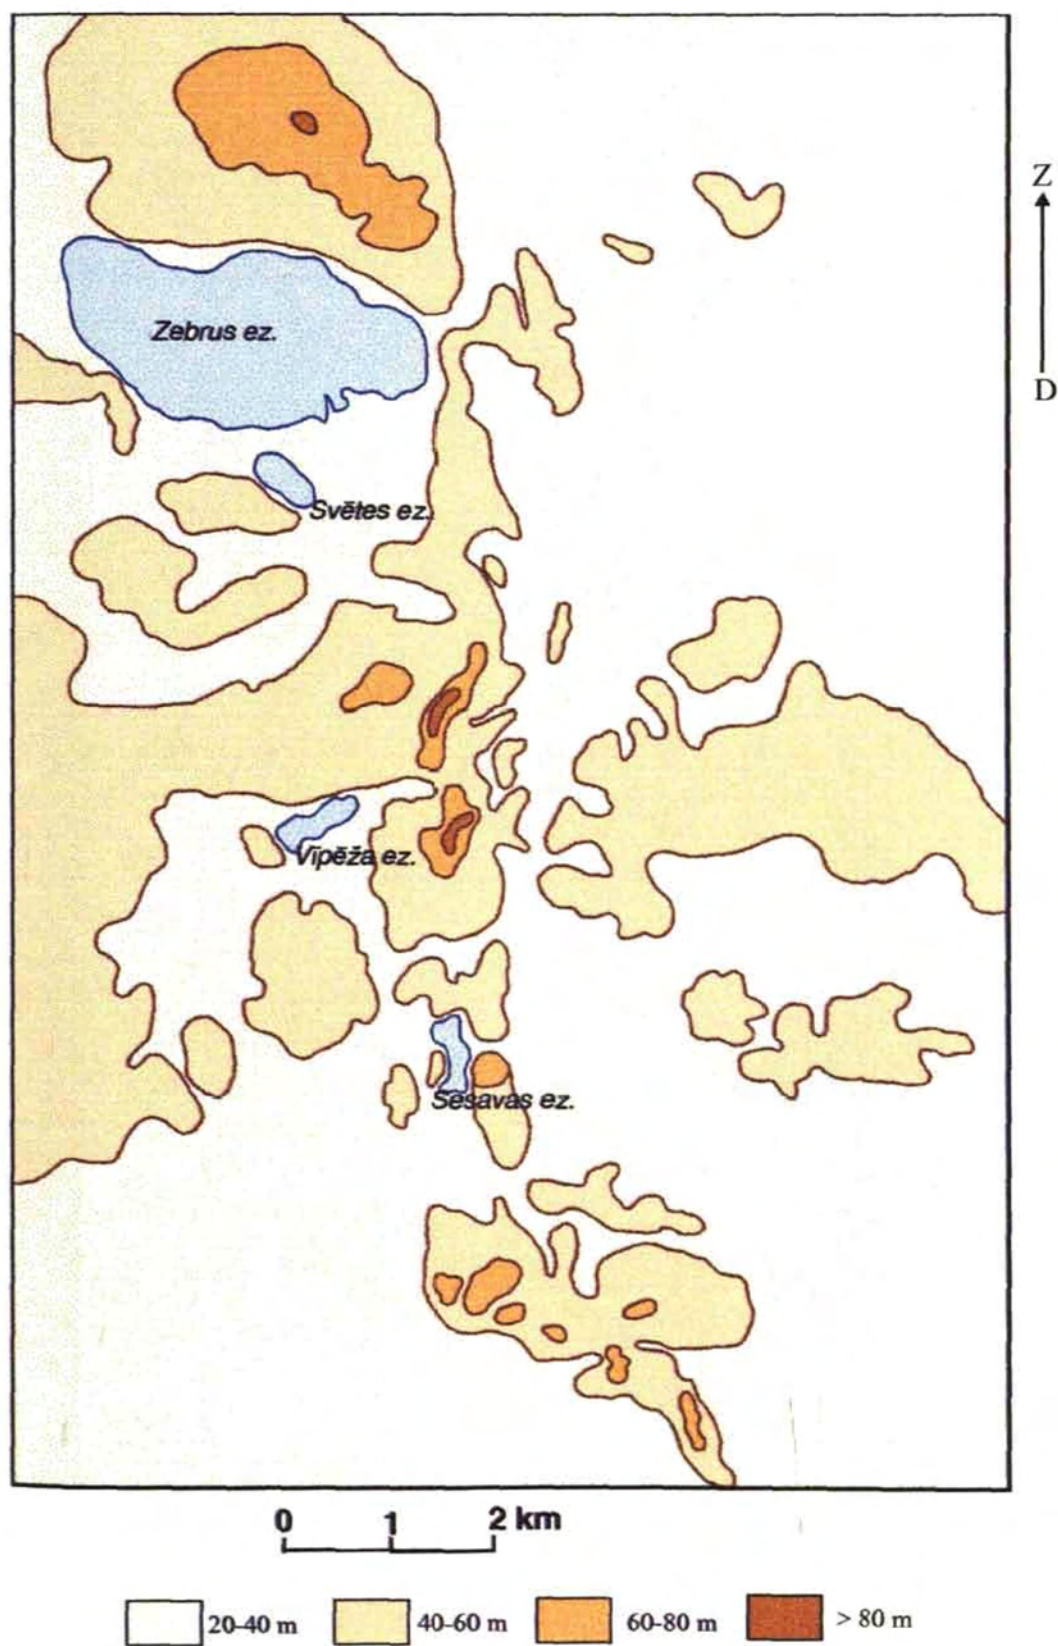 Z
Zebrus ez.
D
Svētes ez.
Vīpēža ez.
Sesavas ez.
0 1 2 km
20-40 m 40-60 m 60-80 m > 80 m